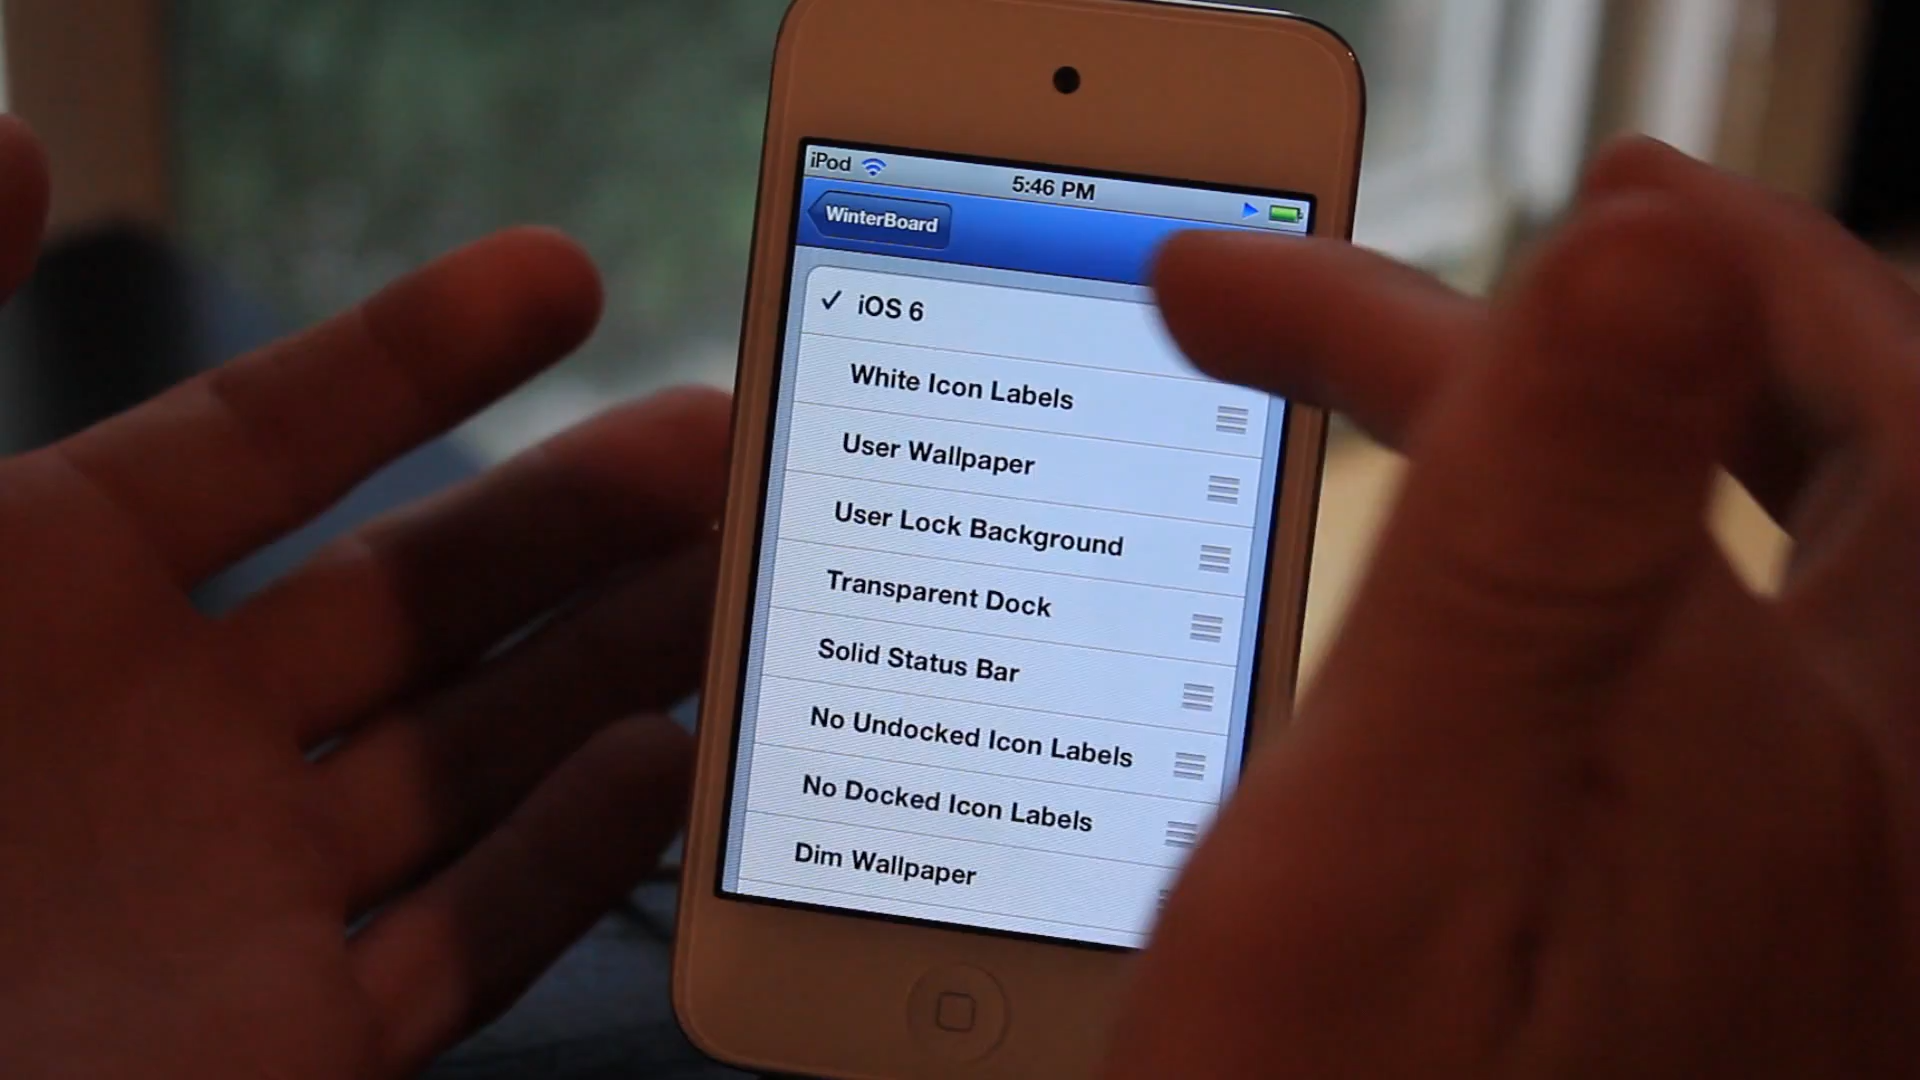 iPod
5:46 PM
WinterBoard
iOS 6
White Icon Labels
User Wallpaper
User Lock Background
Transparent Dock
Solid Status Bar
No Undocked Icon Labels
No Docked Icon Labels
Dim Wallpaper